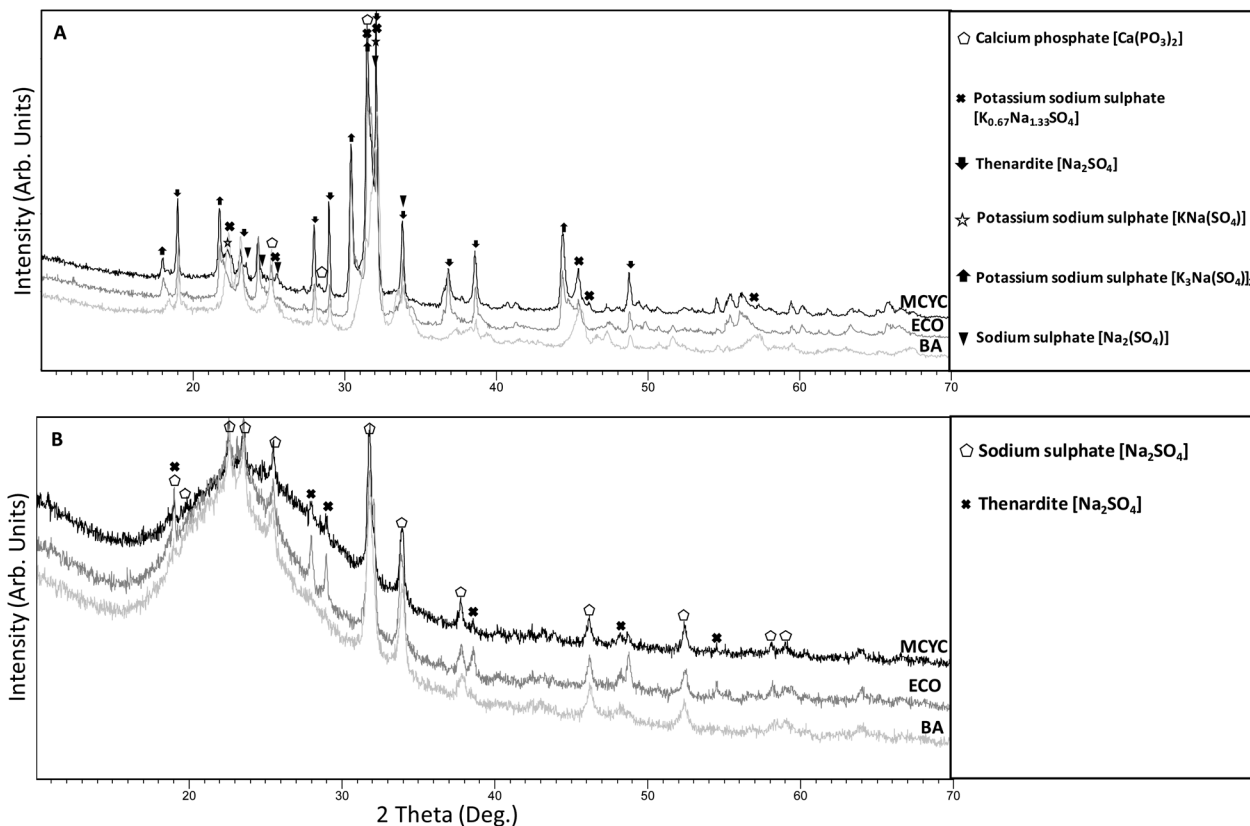 A
Intensity (Arb. Units)
MCYC
ECO
BA
20 30 40 50 60 70
Calcium phosphate [Ca(PO₃)₂]
Potassium sodium sulphate
[K₀.₆₇Na₁.₃₃SO₄]
Thenardite [Na₂SO₄]
Potassium sodium sulphate [KNa(SO₄)]
Potassium sodium sulphate [K₃Na(SO₄)]₂
Sodium sulphate [Na₂(SO₄)]
B
Intensity (Arb. Units)
MCYC
ECO
BA
20 30 40 50 60 70
2 Theta (Deg.)
Sodium sulphate [Na₂SO₄]
Thenardite [Na₂SO₄]